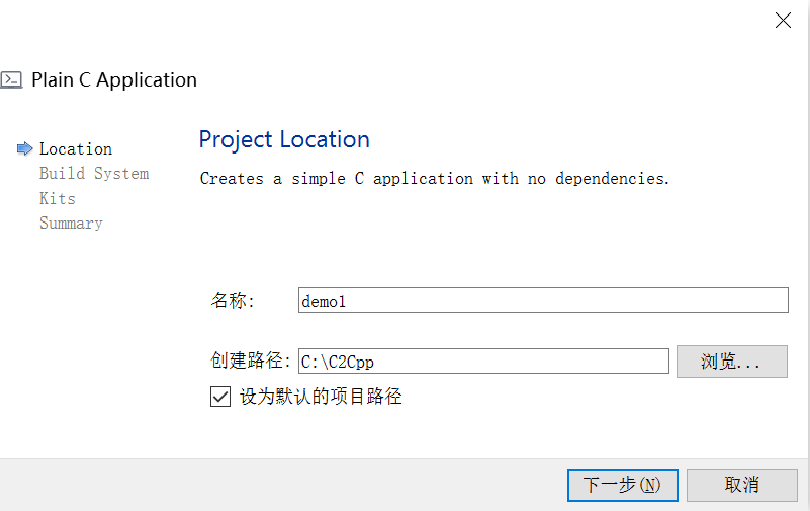 Plain C Application
Location
Build System
Kits
Summary
Project Location
Creates a simple C application with no dependencies.
名称:
demo1
创建路径:
C:\C2Cpp
浏览...
设为默认的项目路径
下一步(N)
取消